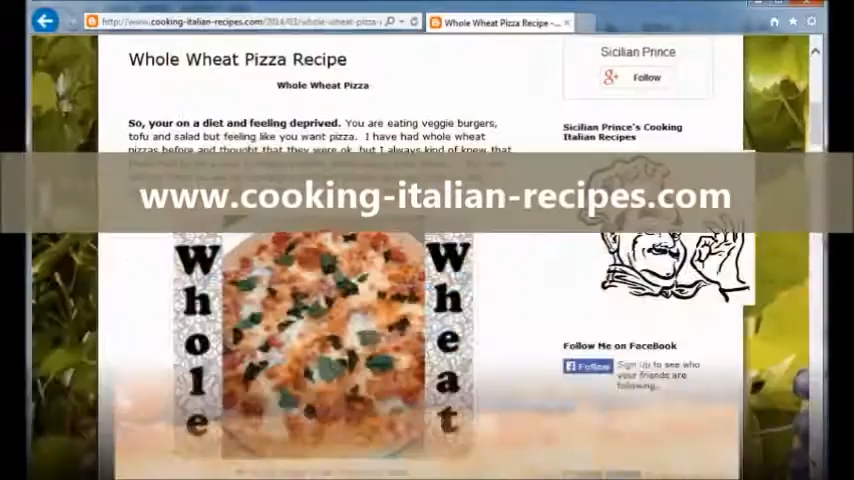 http://www.cooking-italian-recipes.com/2014/03/whole-wheat-pizza-r
Whole Wheat Pizza Recipe -...
Whole Wheat Pizza Recipe
Whole Wheat Pizza
So, your on a diet and feeling deprived. You are eating veggie burgers,
tofu and salad but feeling like you want pizza. I have had whole wheat
pizzas before and thought that they were ok, but I always kind of knew that
www.cooking-italian-recipes.com
Whole
Wheat
Sicilian Prince
g+ Follow
Sicilian Prince's Cooking
Italian Recipes
Follow Me on FaceBook
f Follow
Sign Up to see who
your friends are
following.